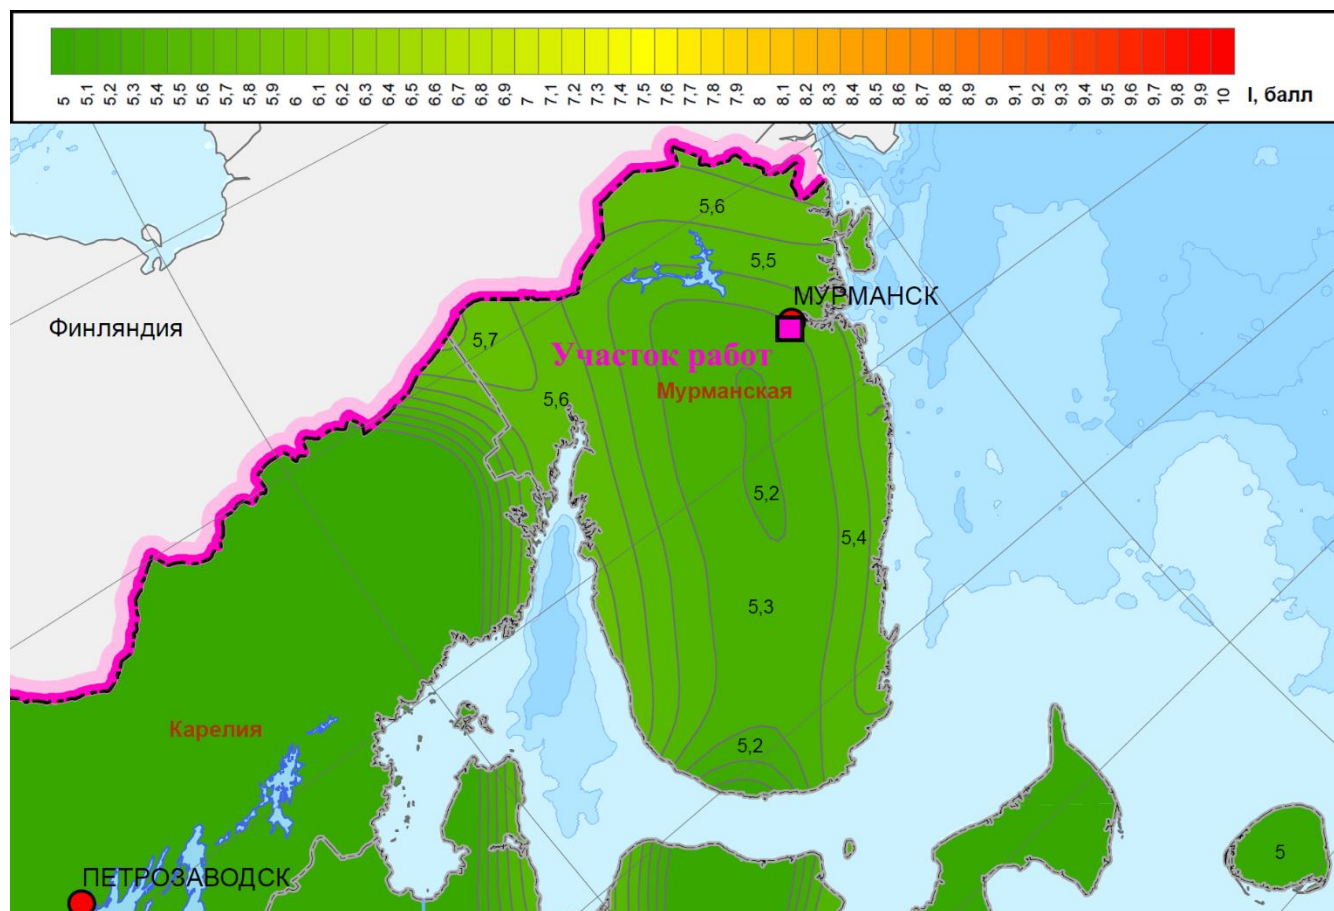 5 5,1 5,2 5,3 5,4 5,5 5,6 5,7 5,8 5,9 6 6,1 6,2 6,3 6,4 6,5 6,6 6,7 6,8 6,9 7 7,1 7,2 7,3 7,4 7,5 7,6 7,7 7,8 7,9 8 8,1 8,2 8,3 8,4 8,5 8,6 8,7 8,8 8,9 9 9,1 9,2 9,3 9,4 9,5 9,6 9,7 9,8 9,9 10 I, балл
5,6
5,5
МУРМАНСК
Финляндия
5,7
Участок работ
Мурманская
5,6
5,2
5,4
5,3
Карелия
5,2
5
ПЕТРОЗАВОДСК